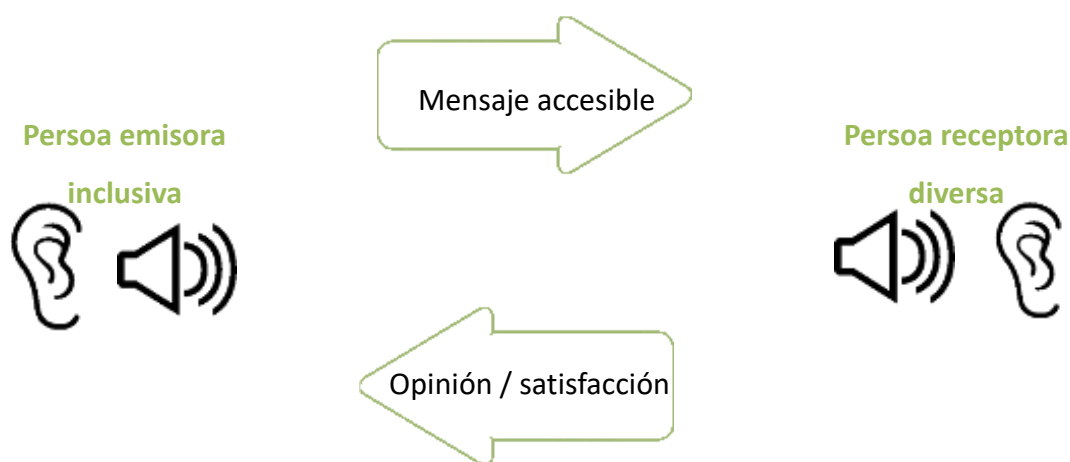 Mensaje accesible
Persoa emisora
inclusiva
Persoa receptora
diversa
Opinión / satisfacción